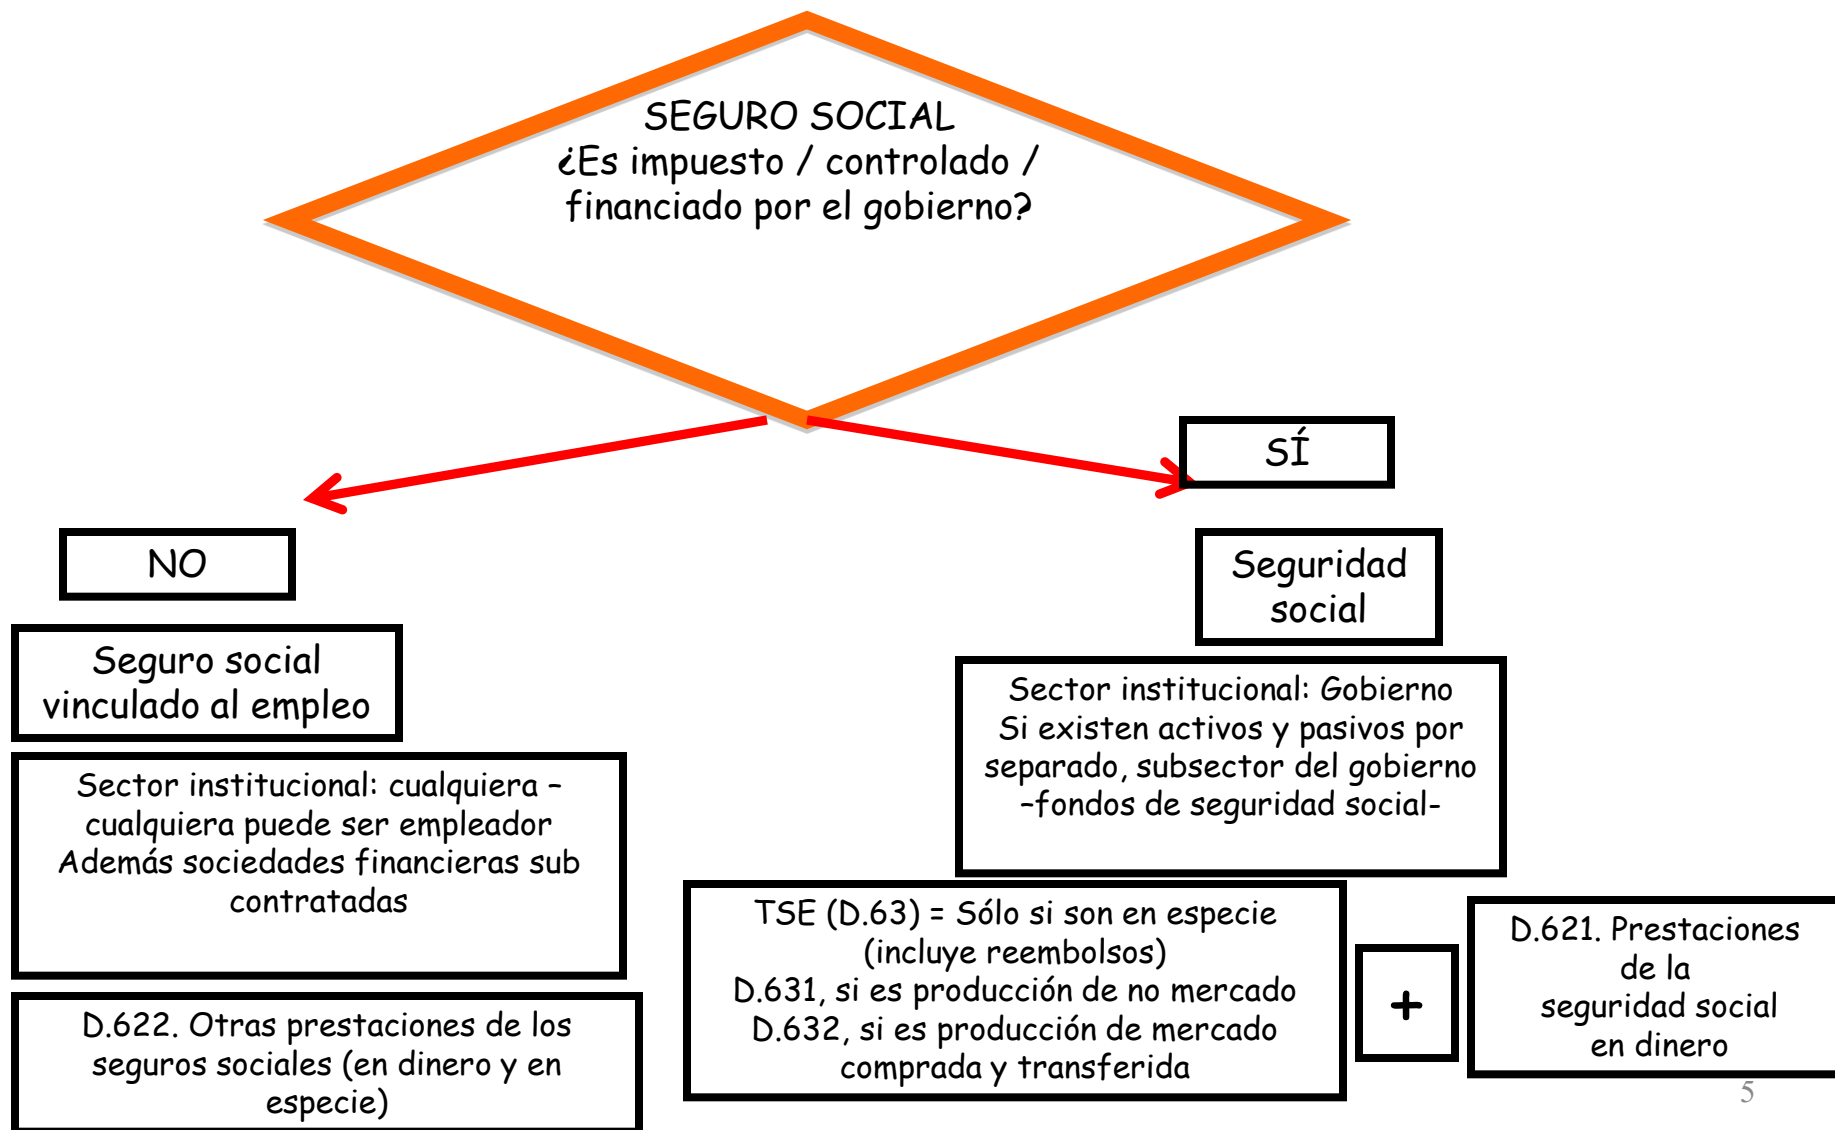 SEGURO SOCIAL
¿Es impuesto / controlado /
financiado por el gobierno?
SÍ
NO
Seguridad
social
Seguro social
vinculado al empleo
Sector institucional: Gobierno
Si existen activos y pasivos por
separado, subsector del gobierno
–fondos de seguridad social-
Sector institucional: cualquiera –
cualquiera puede ser empleador
Además sociedades financieras sub
contratadas
TSE (D.63) = Sólo si son en especie
(incluye reembolsos)
D.631, si es producción de no mercado
D.632, si es producción de mercado
comprada y transferida
+
D.621. Prestaciones
de la
seguridad social
en dinero
D.622. Otras prestaciones de los
seguros sociales (en dinero y en
especie)
5